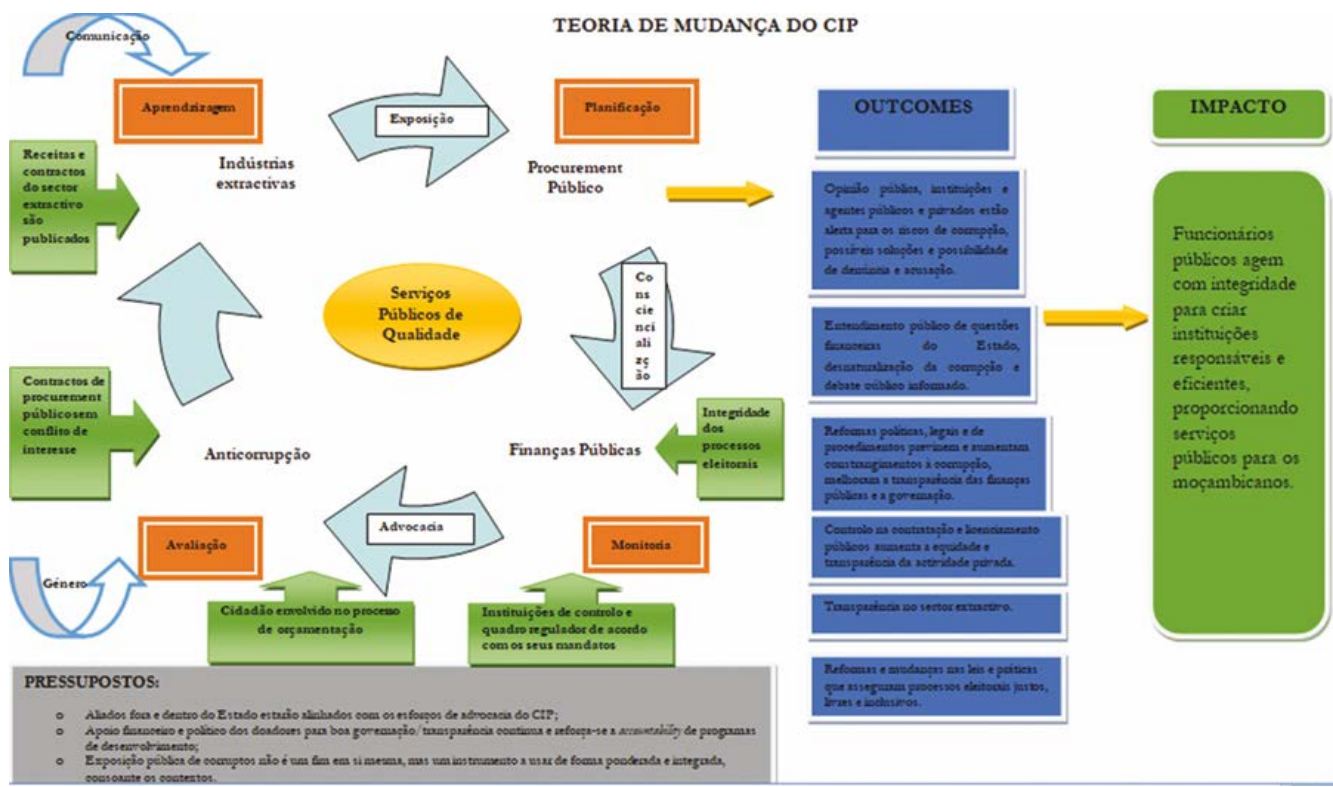 TEORIA DE MUDANÇA DO CIP
Comunicação
Aprendrizagem
Exposição
Planificação
OUTCOMES
IMPACTO
Receitas e
contractos
do sector
extractivo
são
publicados
Indústrias
extractivas
Procurement
Público
Opinião pública, instituições e
agentes públicos e privados estão
alerta para os riscos de corrupção,
possíveis soluções e possibilidade
de denúncia e acusação.
Serviços
Públicos de
Qualidade
Co
ns
cie
nci
ali
zç
ão
Funcionários
públicos agem
com integridade
para criar
instituições
responsáveis e
eficientes,
proporcionando
serviços
públicos para os
moçambicanos.
Entendimento público de questões
financeiras do Estado,
desnaturalização da corrupção e
debate público informado.
Contractos de
procurement
público sem
conflito de
interesse
Anticorrupção
Finanças Públicas
Integridade
dos
processos
eleitorais
Reformas políticas, legais e de
procedimentos previnem e aumentam
constrangimentos à corrupção,
melhoram a transparência das finanças
públicas e a governação.
Advocacia
Avaliação
Monitoria
Controlo na contratação e licenciamento
públicos aumenta a equidade e
transparência da actividade privada.
Género
Cidadão envolvido no processo
de orçamentação
Instituições de controlo e
quadro regulador de acordo
com os seus mandatos
Transparência no sector extractivo.
Reformas e mudanças nas leis e práticas
que asseguram processos eleitorais justos,
livres e inclusivos.
PRESSUPOSTOS:
o Aliados fora e dentro do Estado estarão alinhados com os esforços de advocacia do CIP;
o Apoio financeiro e político dos doadores para boa governação/transparência continua e reforça-se a accountability de programas
de desenvolvimento;
o Exposição pública de corruptos não é um fim em si mesma, mas um instrumento a usar de forma ponderada e integrada,
consoante os contextos.